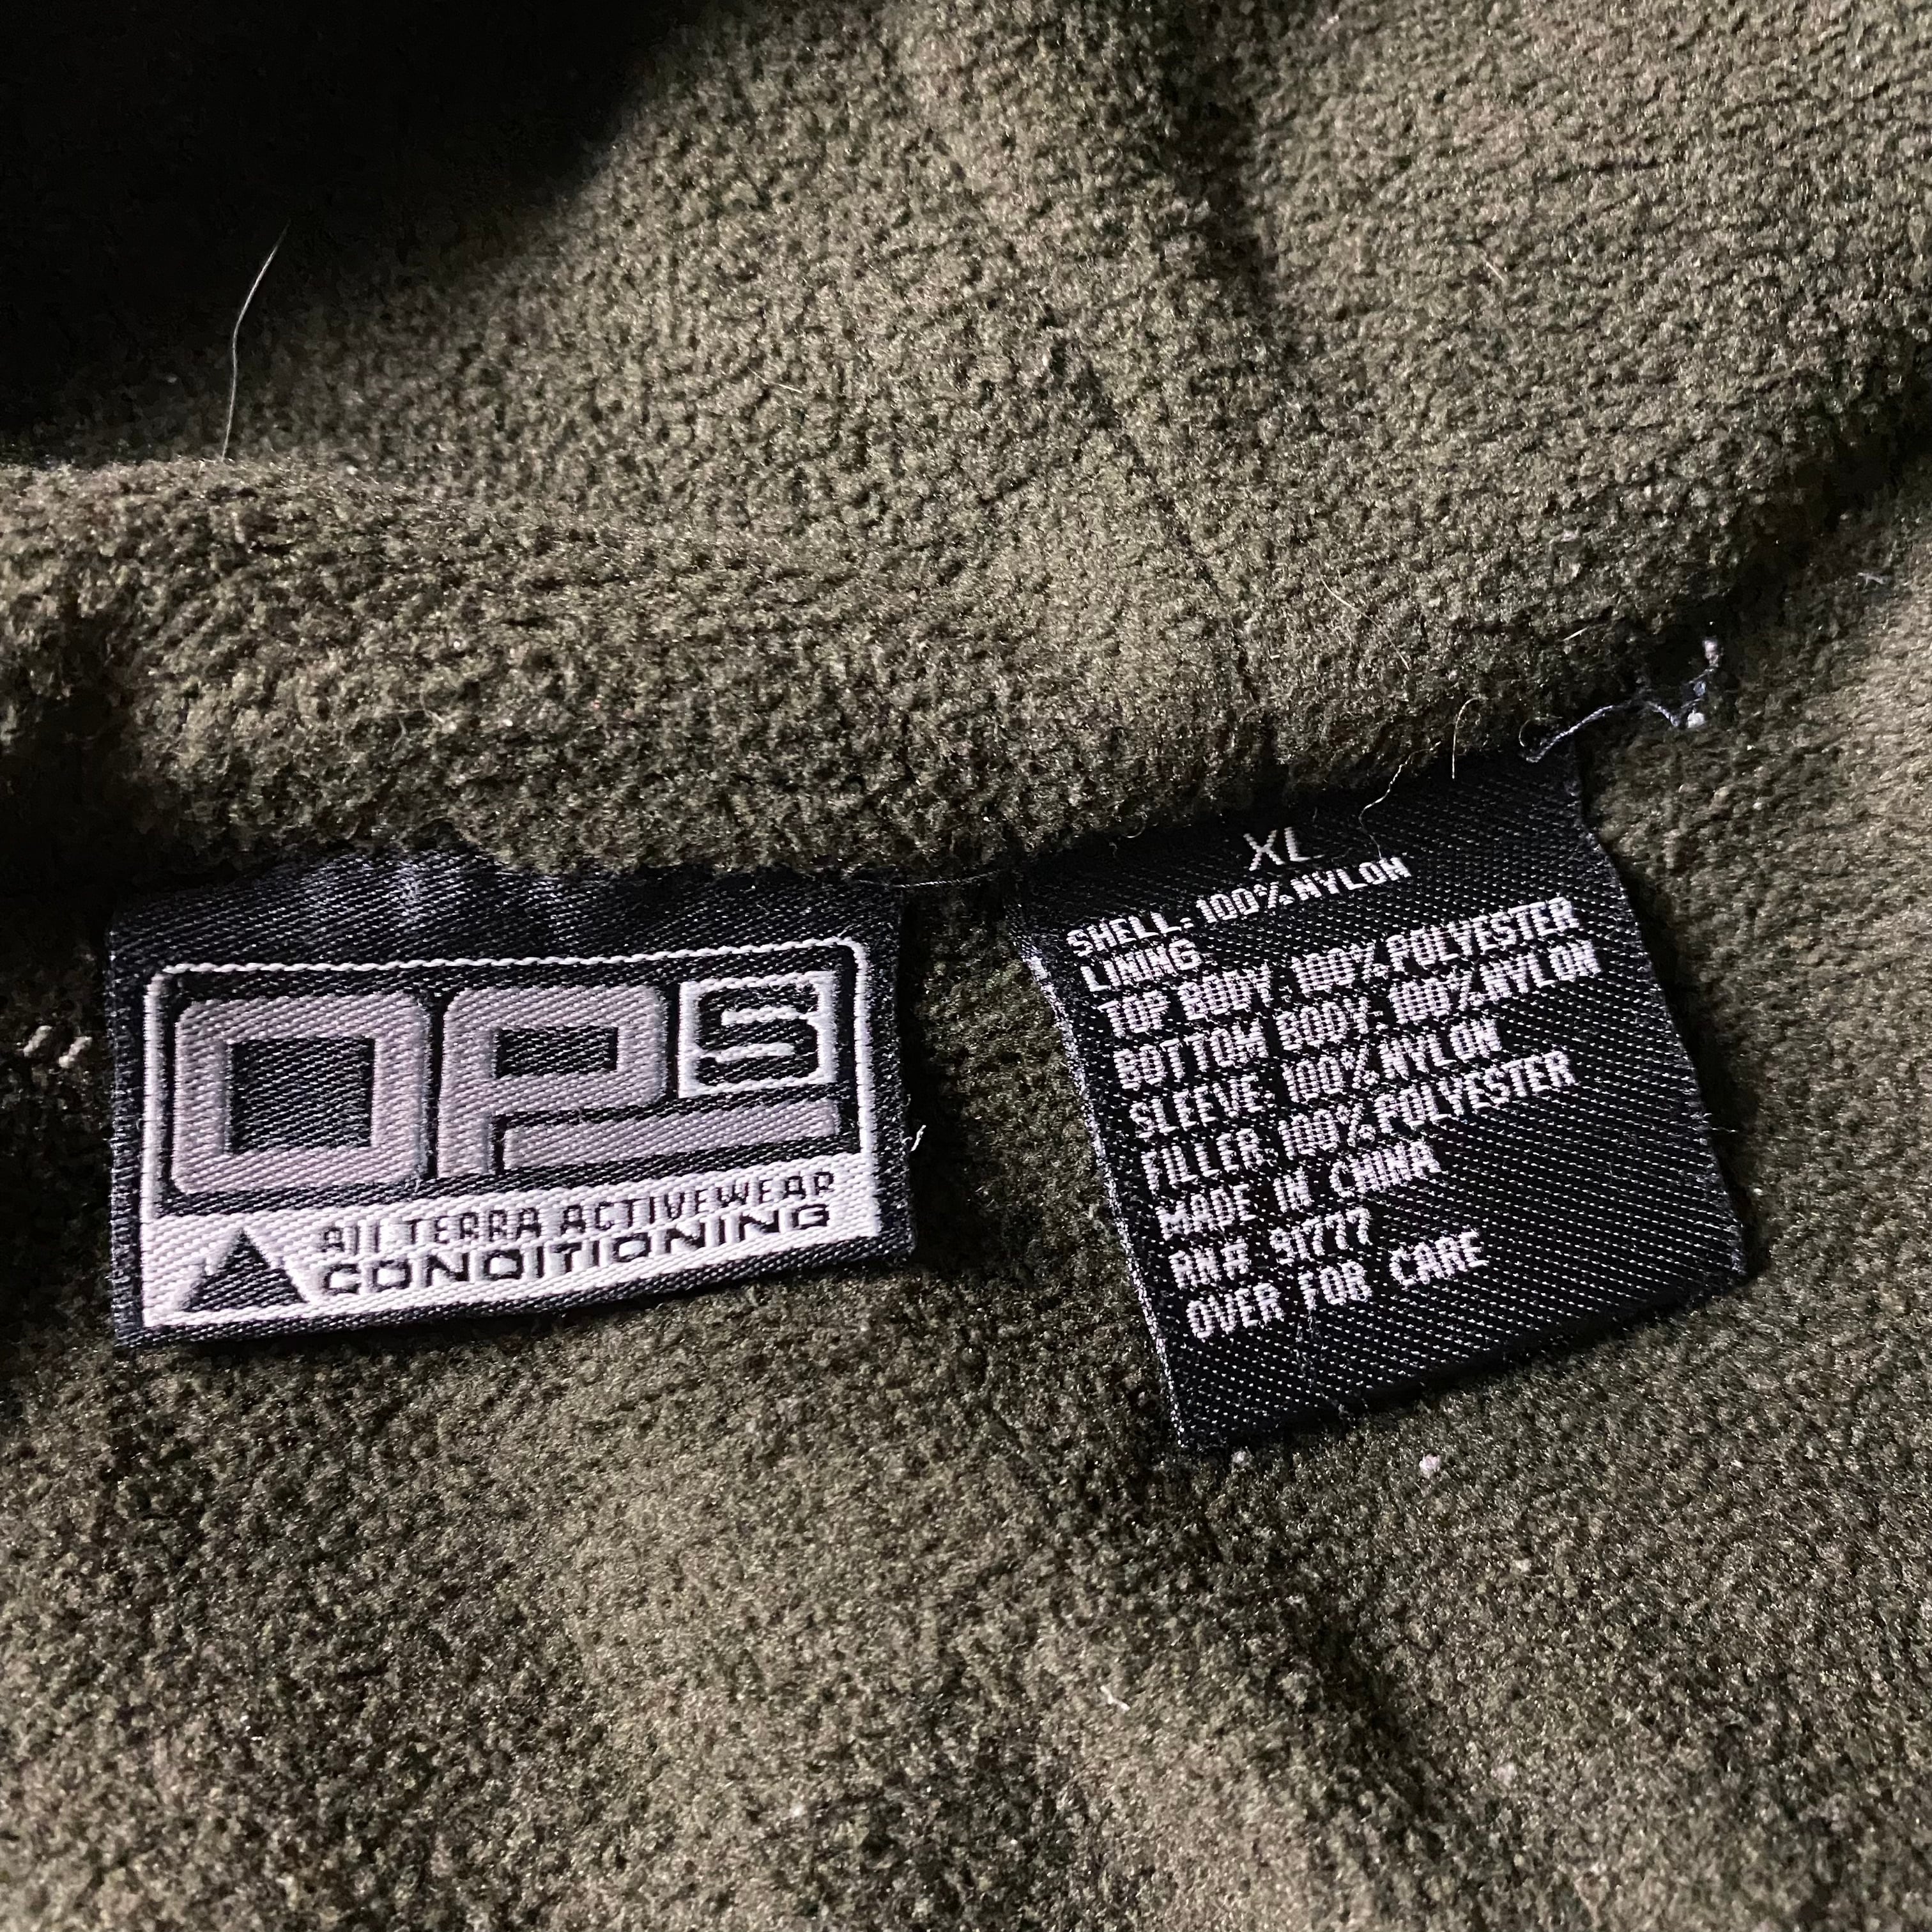 OPS
All TERRA ACTIVEWEAR
CONDITIONING
XL
SHELL:100%NYLON
LINING
TOP BODY:100%POLYESTER
BOTTOM BODY:100%NYLON
SLEEVE:100%NYLON
FILLER:100%POLYESTER
MADE IN CHINA
RN# 91777
OVER FOR CARE